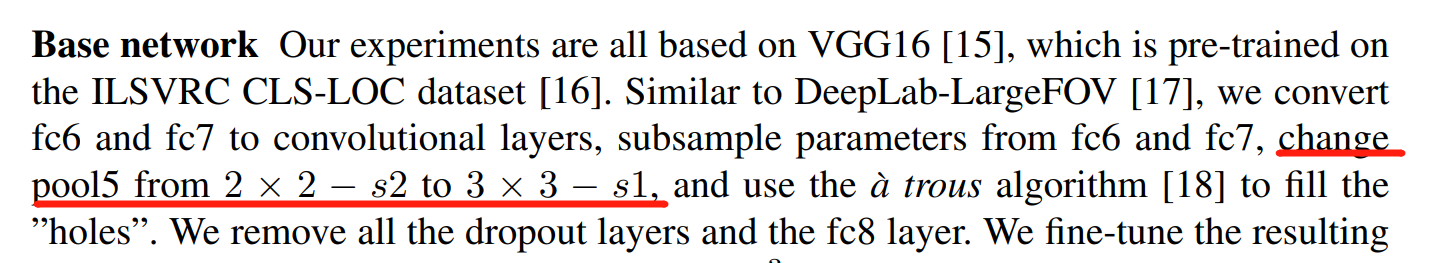 Base network Our experiments are all based on VGG16 [15], which is pre-trained on
the ILSVRC CLS-LOC dataset [16]. Similar to DeepLab-LargeFOV [17], we convert
fc6 and fc7 to convolutional layers, subsample parameters from fc6 and fc7, change
pool5 from 2 × 2 − s2 to 3 × 3 − s1, and use the à trous algorithm [18] to fill the
”holes”. We remove all the dropout layers and the fc8 layer. We fine-tune the resulting